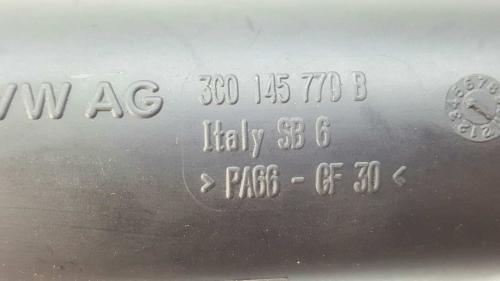 VW AG 3C0 145 770 B
Italy SB 6
> PA66 - GF 30 <